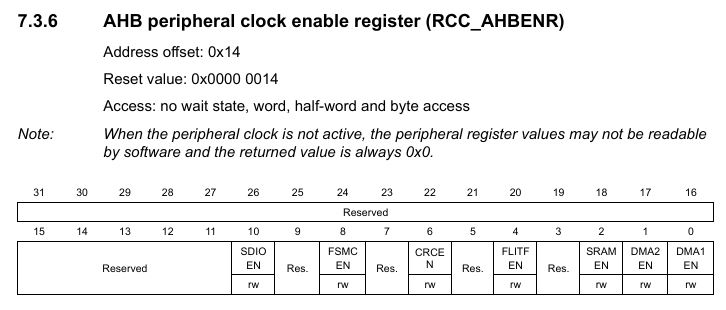 7.3.6 AHB peripheral clock enable register (RCC_AHBENR)
Address offset: 0x14
Reset value: 0x0000 0014
Access: no wait state, word, half-word and byte access
Note: When the peripheral clock is not active, the peripheral register values may not be readable
by software and the returned value is always 0x0.
31 30 29 28 27 26 25 24 23 22 21 20 19 18 17 16
Reserved
15 14 13 12 11 10 9 8 7 6 5 4 3 2 1 0
Reserved SDIO EN Res. FSMC EN Res. CRCE N Res. FLITF EN Res. SRAM EN DMA2 EN DMA1 EN
rw rw rw rw rw rw rw